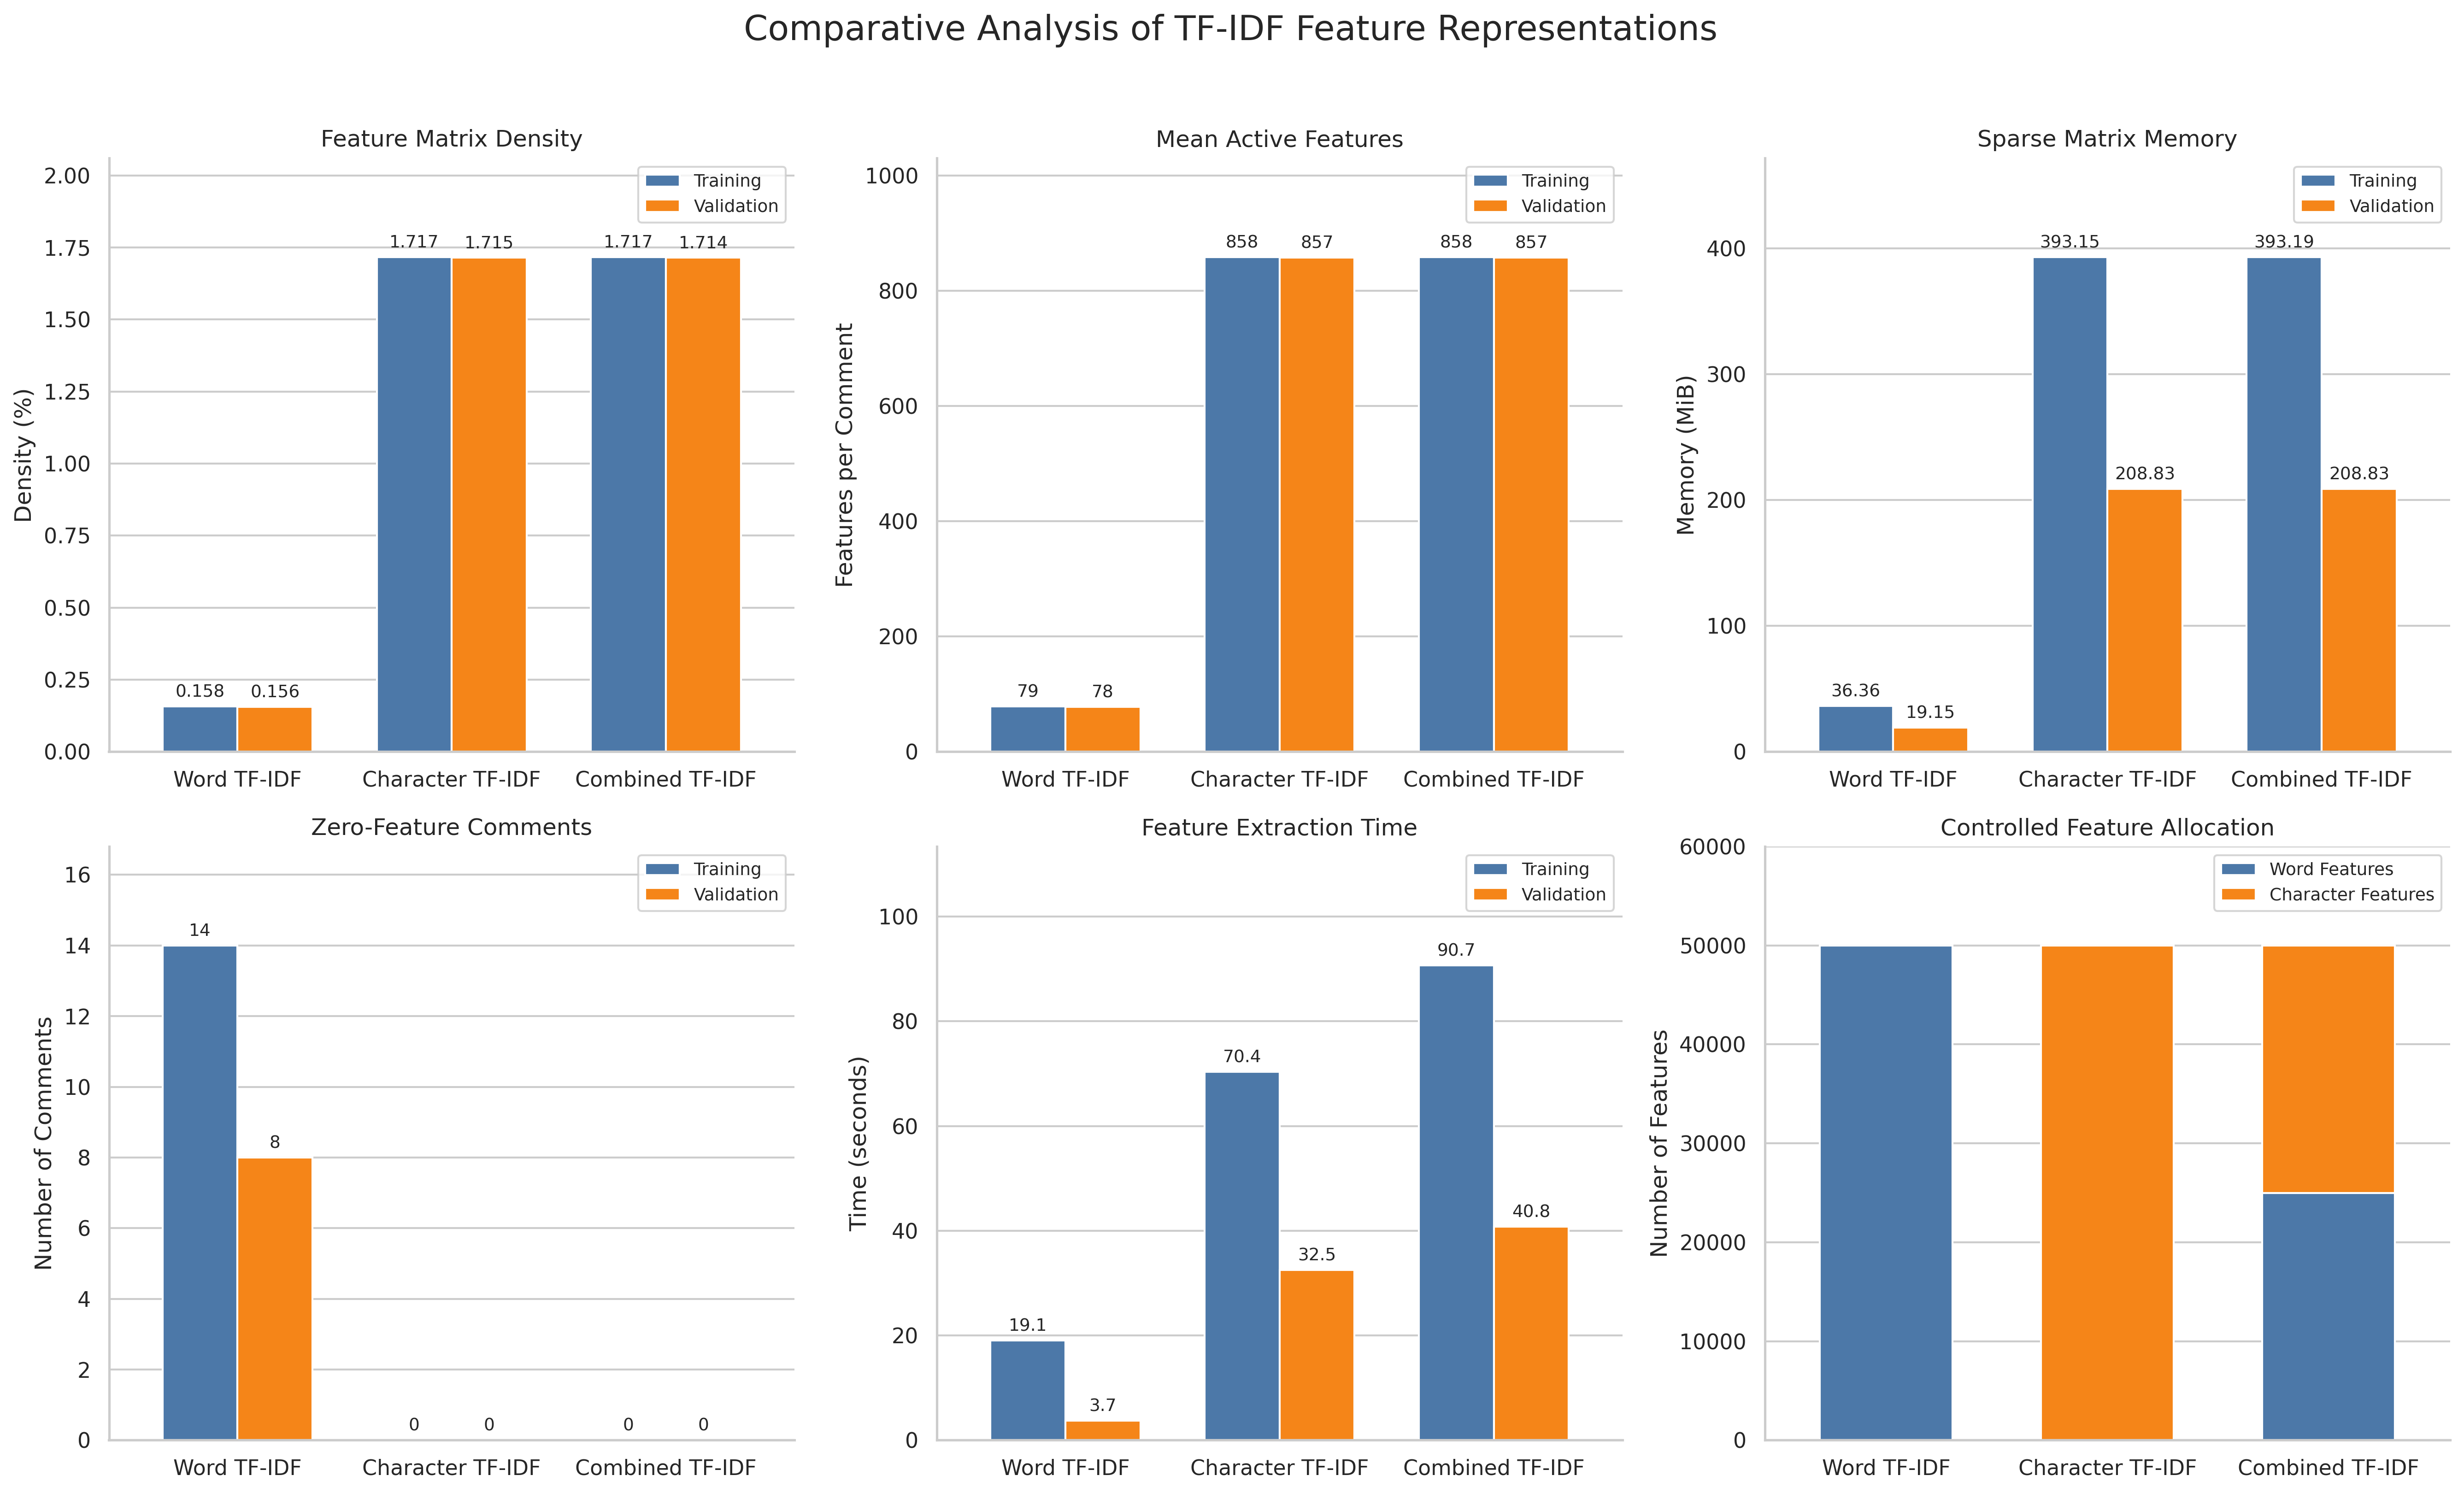 Comparative Analysis of TF-IDF Feature Representations
Feature Matrix Density
Density (%)
2.00
1.75
1.50
1.25
1.00
0.75
0.50
0.25
0.00
Training
Validation
0.158
0.156
1.717
1.715
1.717
1.714
Word TF-IDF
Character TF-IDF
Combined TF-IDF
Mean Active Features
Features per Comment
1000
800
600
400
200
0
Training
Validation
79
78
858
857
858
857
Word TF-IDF
Character TF-IDF
Combined TF-IDF
Sparse Matrix Memory
Memory (MiB)
400
300
200
100
0
Training
Validation
36.36
19.15
393.15
208.83
393.19
208.83
Word TF-IDF
Character TF-IDF
Combined TF-IDF
Zero-Feature Comments
Number of Comments
16
14
12
10
8
6
4
2
0
Training
Validation
14
8
0
0
0
0
Word TF-IDF
Character TF-IDF
Combined TF-IDF
Feature Extraction Time
Time (seconds)
100
80
60
40
20
0
Training
Validation
19.1
3.7
70.4
32.5
90.7
40.8
Word TF-IDF
Character TF-IDF
Combined TF-IDF
Controlled Feature Allocation
Number of Features
60000
50000
40000
30000
20000
10000
0
Word Features
Character Features
Word TF-IDF
Character TF-IDF
Combined TF-IDF